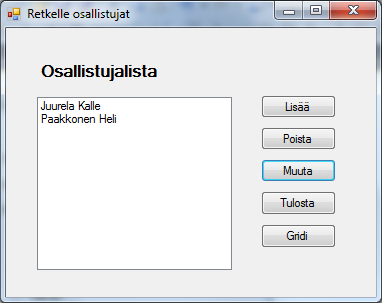 Retkelle osallistujat
Osallistujalista
Juurela Kalle
Paakkonen Heli
Lisää
Poista
Muuta
Tulosta
Gridi